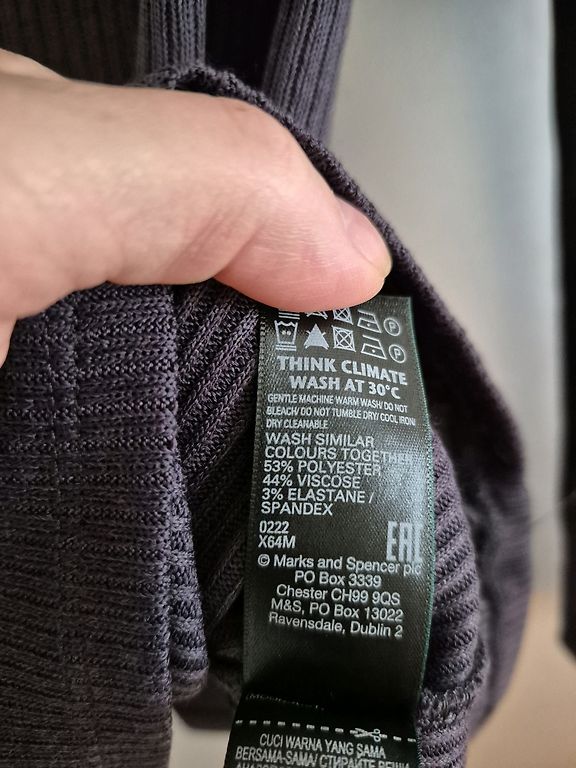 THINK CLIMATE
WASH AT 30°C
GENTLE MACHINE WARM WASH/ DO NOT
BLEACH/ DO NOT TUMBLE DRY/ COOL IRON/
DRY CLEANABLE
WASH SIMILAR
COLOURS TOGETHER
53% POLYESTER
44% VISCOSE
3% ELASTANE /
SPANDEX
0222
X64M
EAC
© Marks and Spencer plc
PO Box 3339
Chester CH99 9QS
M&S, PO Box 13022
Ravensdale, Dublin 2
CUCI WARNA YANG SAMA
BERSAMA-SAMA/ СТИРАЙТЕ ВЕЩИ